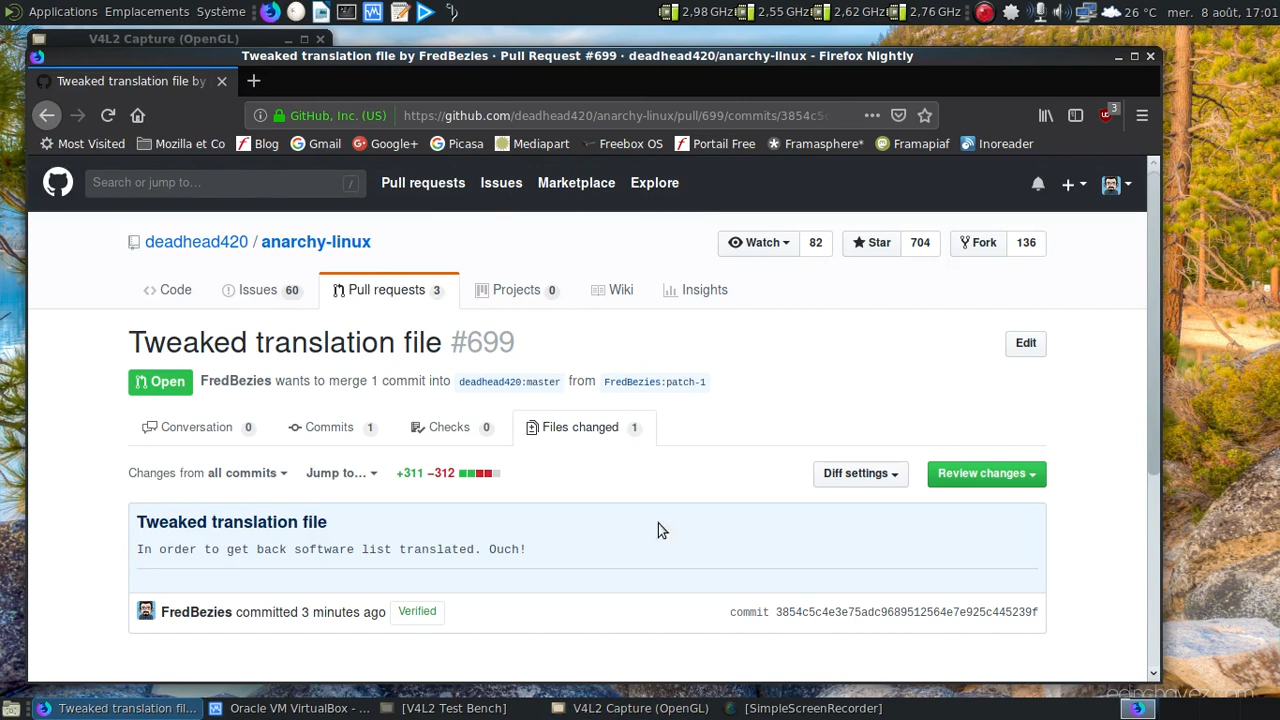 Applications Emplacements Système 2,98 GHz 2,55 GHz 2,62 GHz 2,76 GHz 26 °C mer. 8 août, 17:01
V4L2 Capture (OpenGL)
Tweaked translation file by FredBezies · Pull Request #699 · deadhead420/anarchy-linux - Firefox Nightly
Tweaked translation file by
GitHub, Inc. (US) https://github.com/deadhead420/anarchy-linux/pull/699/commits/3854c5c 3
Most Visited Mozilla et Co Blog Gmail Google+ Picasa Mediapart Freebox OS Portail Free Framasphere* Framapiaf Inoreader
Search or jump to... / Pull requests Issues Marketplace Explore
deadhead420 / anarchy-linux Watch 82 Star 704 Fork 136
Code Issues 60 Pull requests 3 Projects 0 Wiki Insights
Tweaked translation file #699 Edit
Open FredBezies wants to merge 1 commit into deadhead420:master from FredBezies:patch-1
Conversation 0 Commits 1 Checks 0 Files changed 1
Changes from all commits Jump to... +311 −312 Diff settings Review changes
Tweaked translation file
In order to get back software list translated. Ouch!
FredBezies committed 3 minutes ago Verified commit 3854c5c4e3e75adc9689512564e7e925c445239f
Tweaked translation fil... Oracle VM VirtualBox - ... [V4L2 Test Bench] V4L2 Capture (OpenGL) [SimpleScreenRecorder]